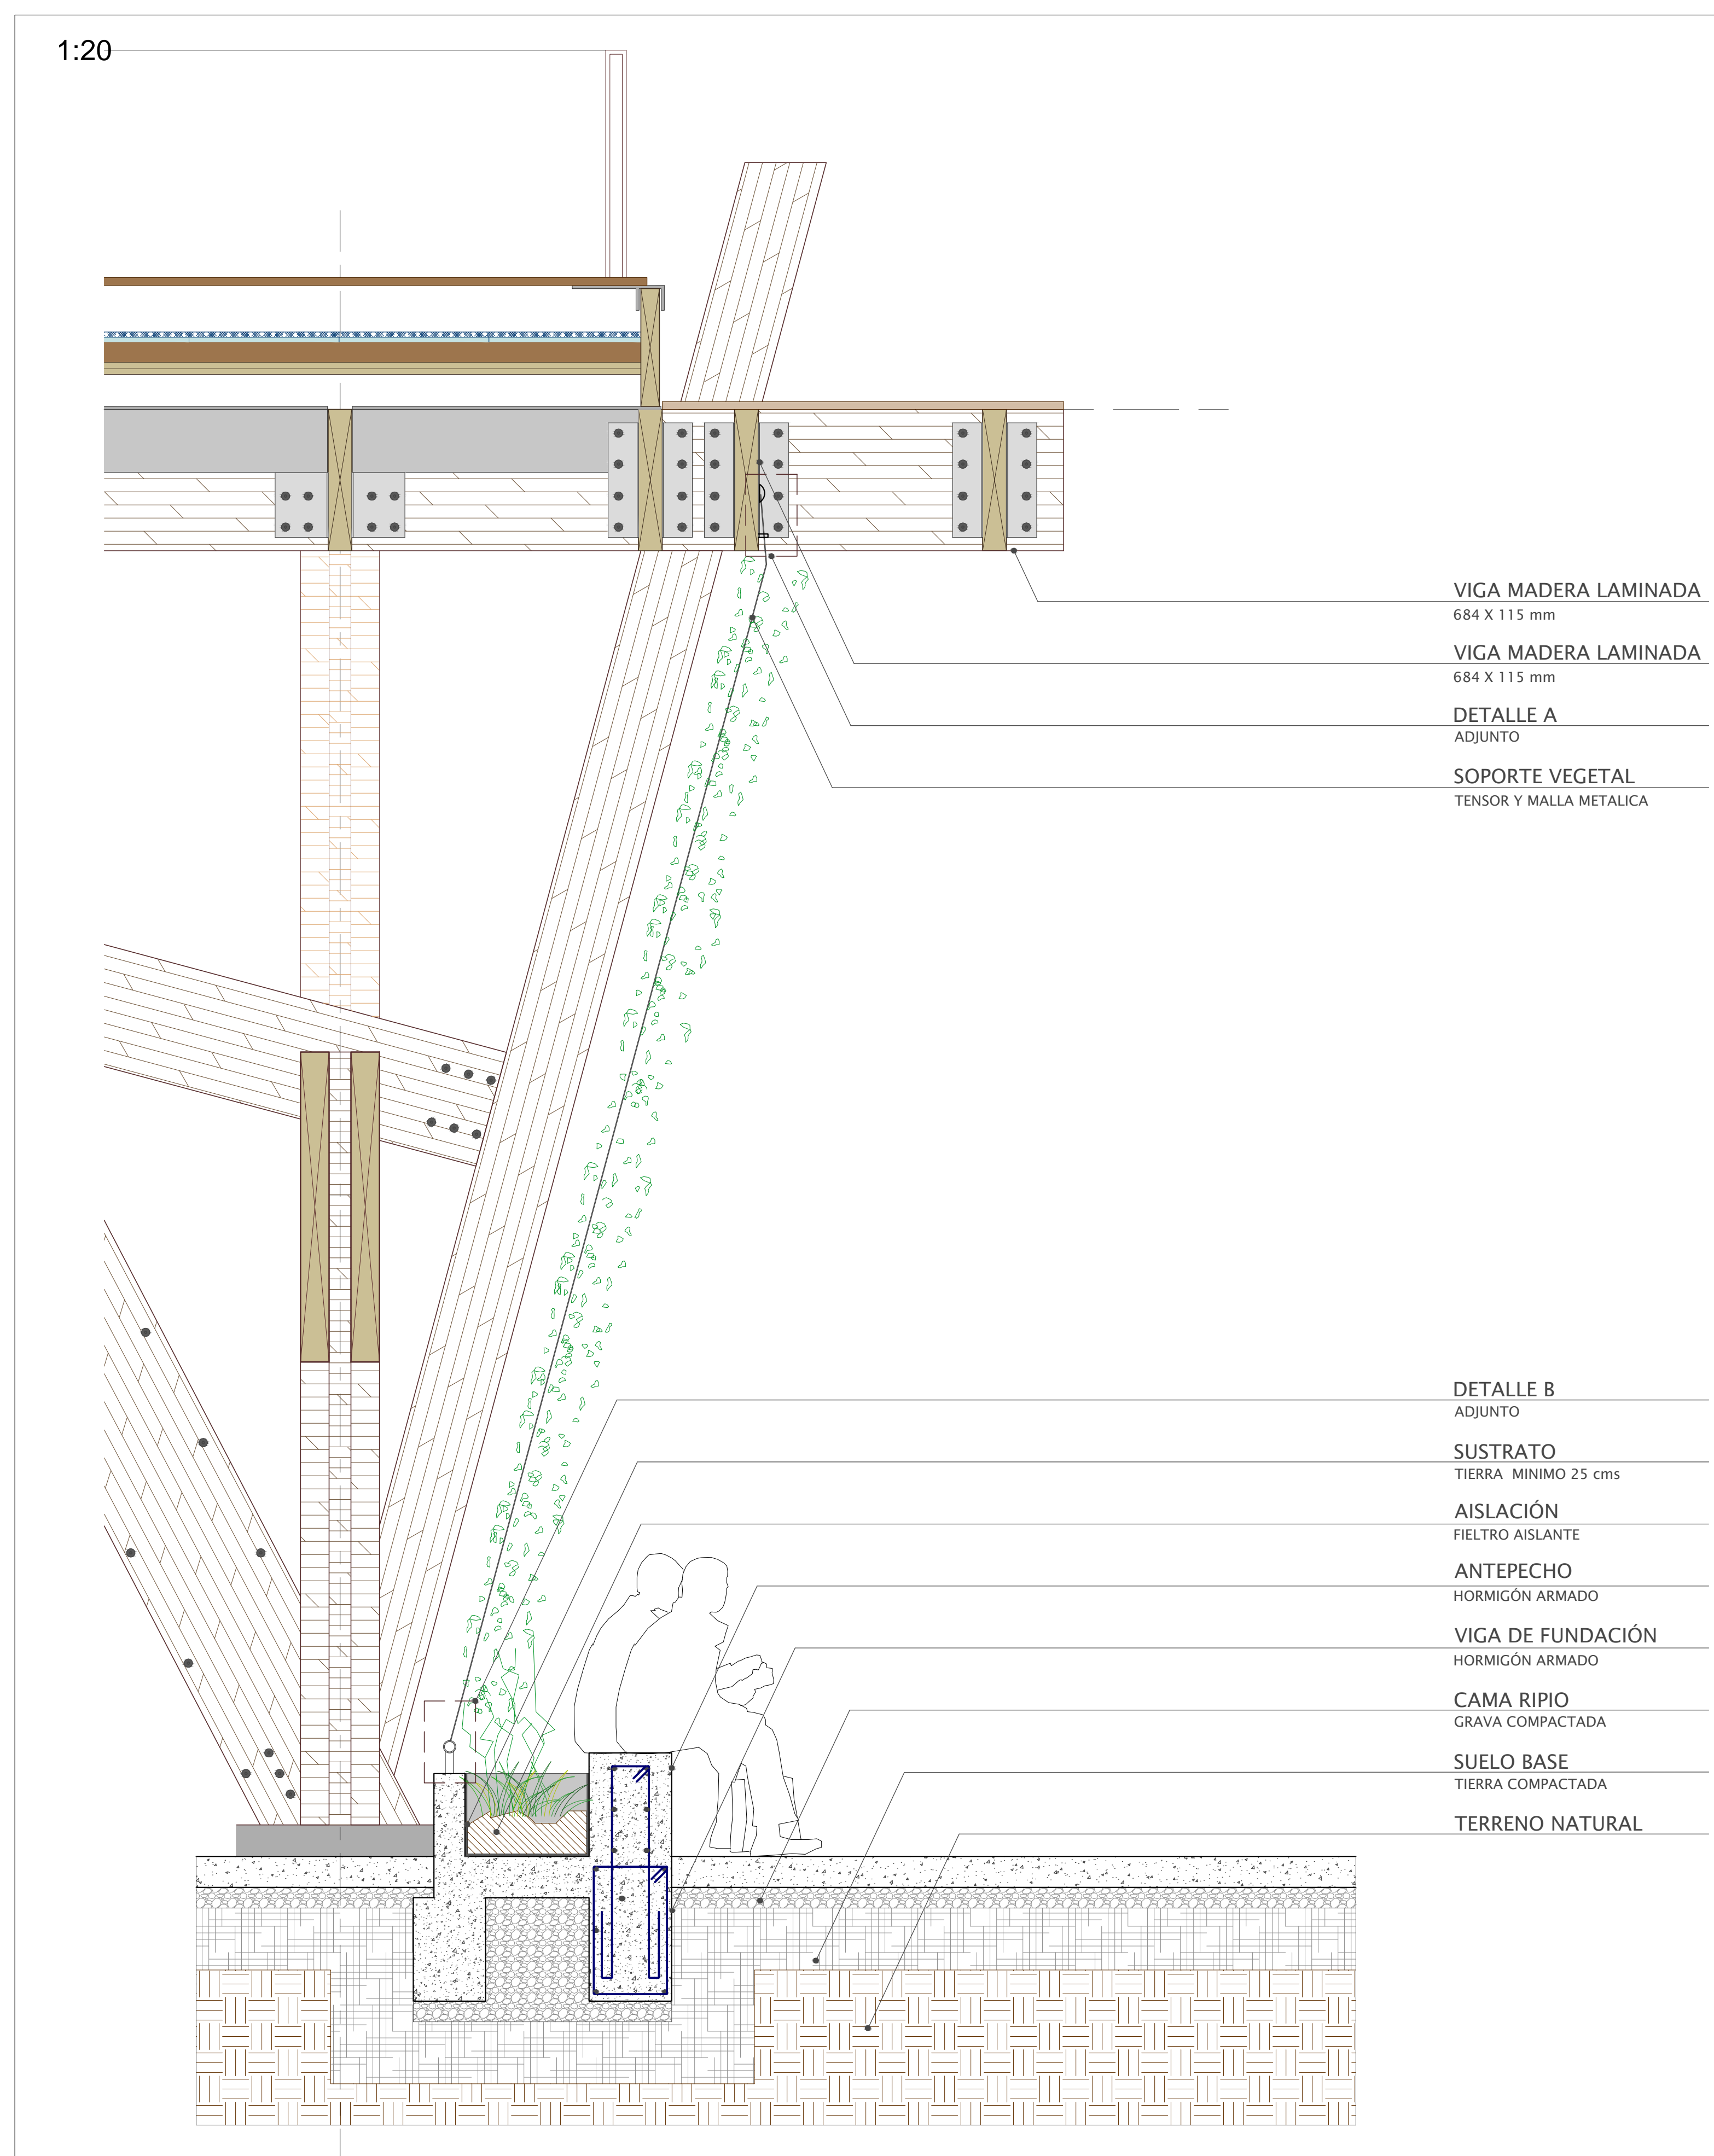 1:20
VIGA MADERA LAMINADA
684 X 115 mm
VIGA MADERA LAMINADA
684 X 115 mm
DETALLE A
ADJUNTO
SOPORTE VEGETAL
TENSOR Y MALLA METALICA
DETALLE B
ADJUNTO
SUSTRATO
TIERRA MINIMO 25 cms
AISLACIÓN
FIELTRO AISLANTE
ANTEPECHO
HORMIGÓN ARMADO
VIGA DE FUNDACIÓN
HORMIGÓN ARMADO
CAMA RIPIO
GRAVA COMPACTADA
SUELO BASE
TIERRA COMPACTADA
TERRENO NATURAL